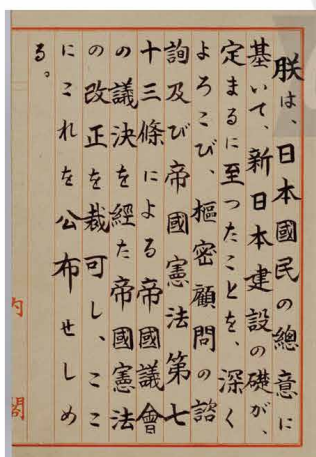 朕は、日本國民の總意に
基いて、新日本建設の礎が、
定まるに至つたことを、深く
よろこび、樞密顧問の諮
詢及び帝國憲法第七
十三條による帝國議會
の議決を經た帝國憲法
の改正を裁可し、ここ
にこれを公布せしめ
る。
内閣